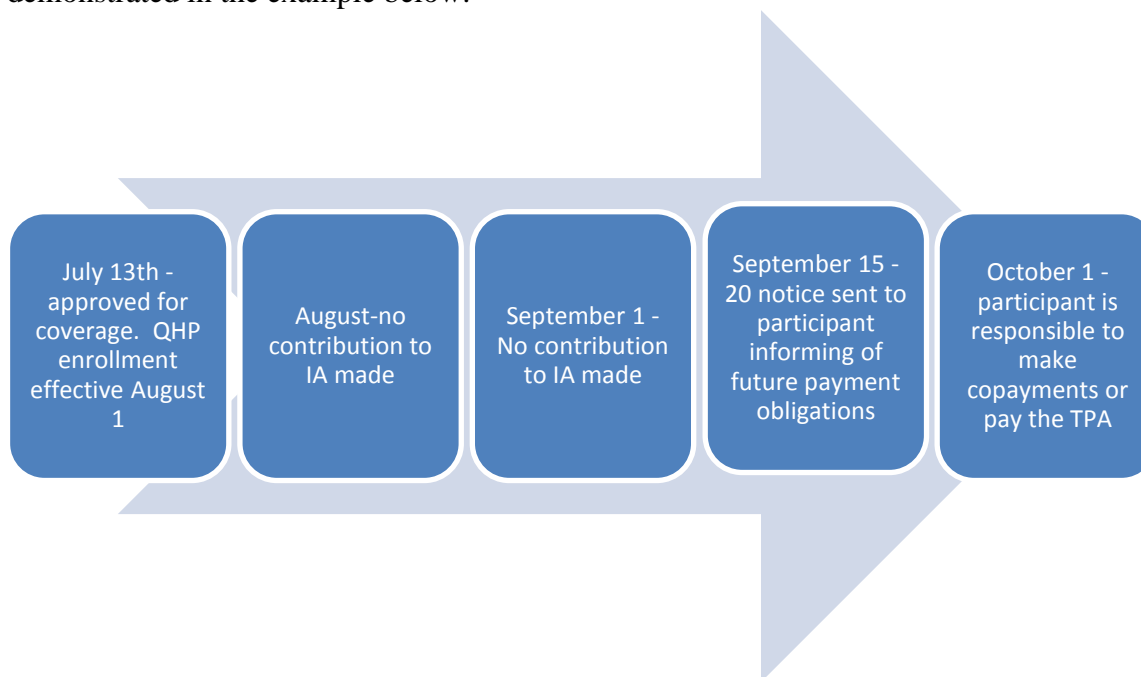 demonstrated in the example below.
July 13th -
approved for
coverage.  QHP
enrollment
effective August
1
August-no
contribution to
IA made
September 1 -
No contribution
to IA made
September 15 -
20 notice sent to
participant
informing of
future payment
obligations
October 1 -
participant is
responsible to
make
copayments or
pay the TPA